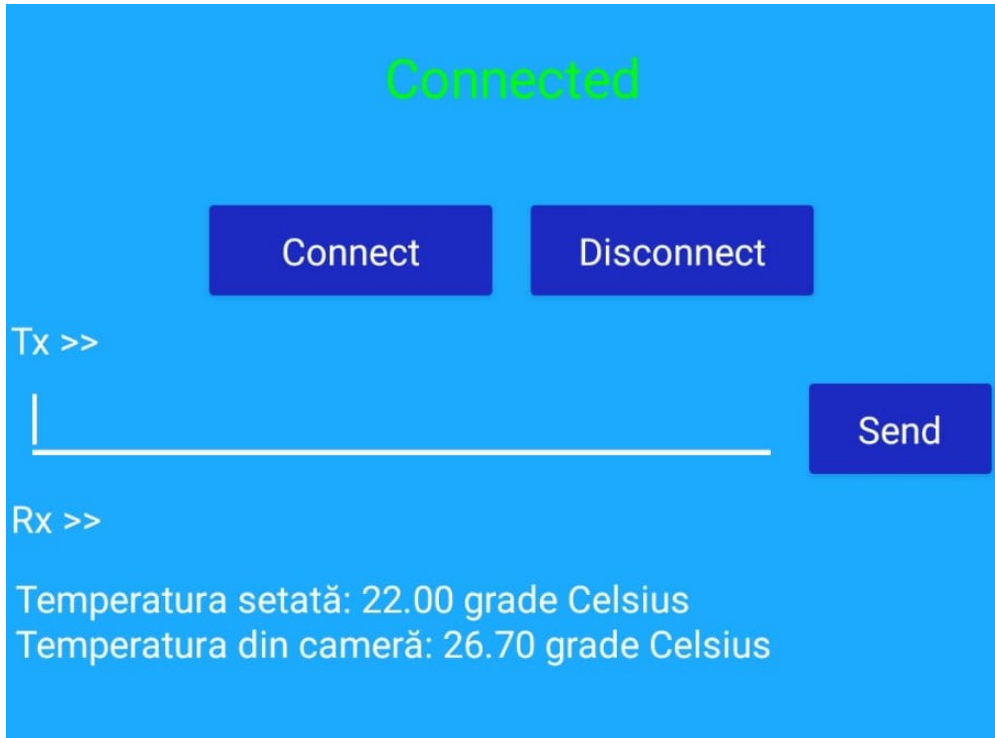 Connected
Connect Disconnect
Tx >>
Send
Rx >>
Temperatura setată: 22.00 grade Celsius
Temperatura din cameră: 26.70 grade Celsius